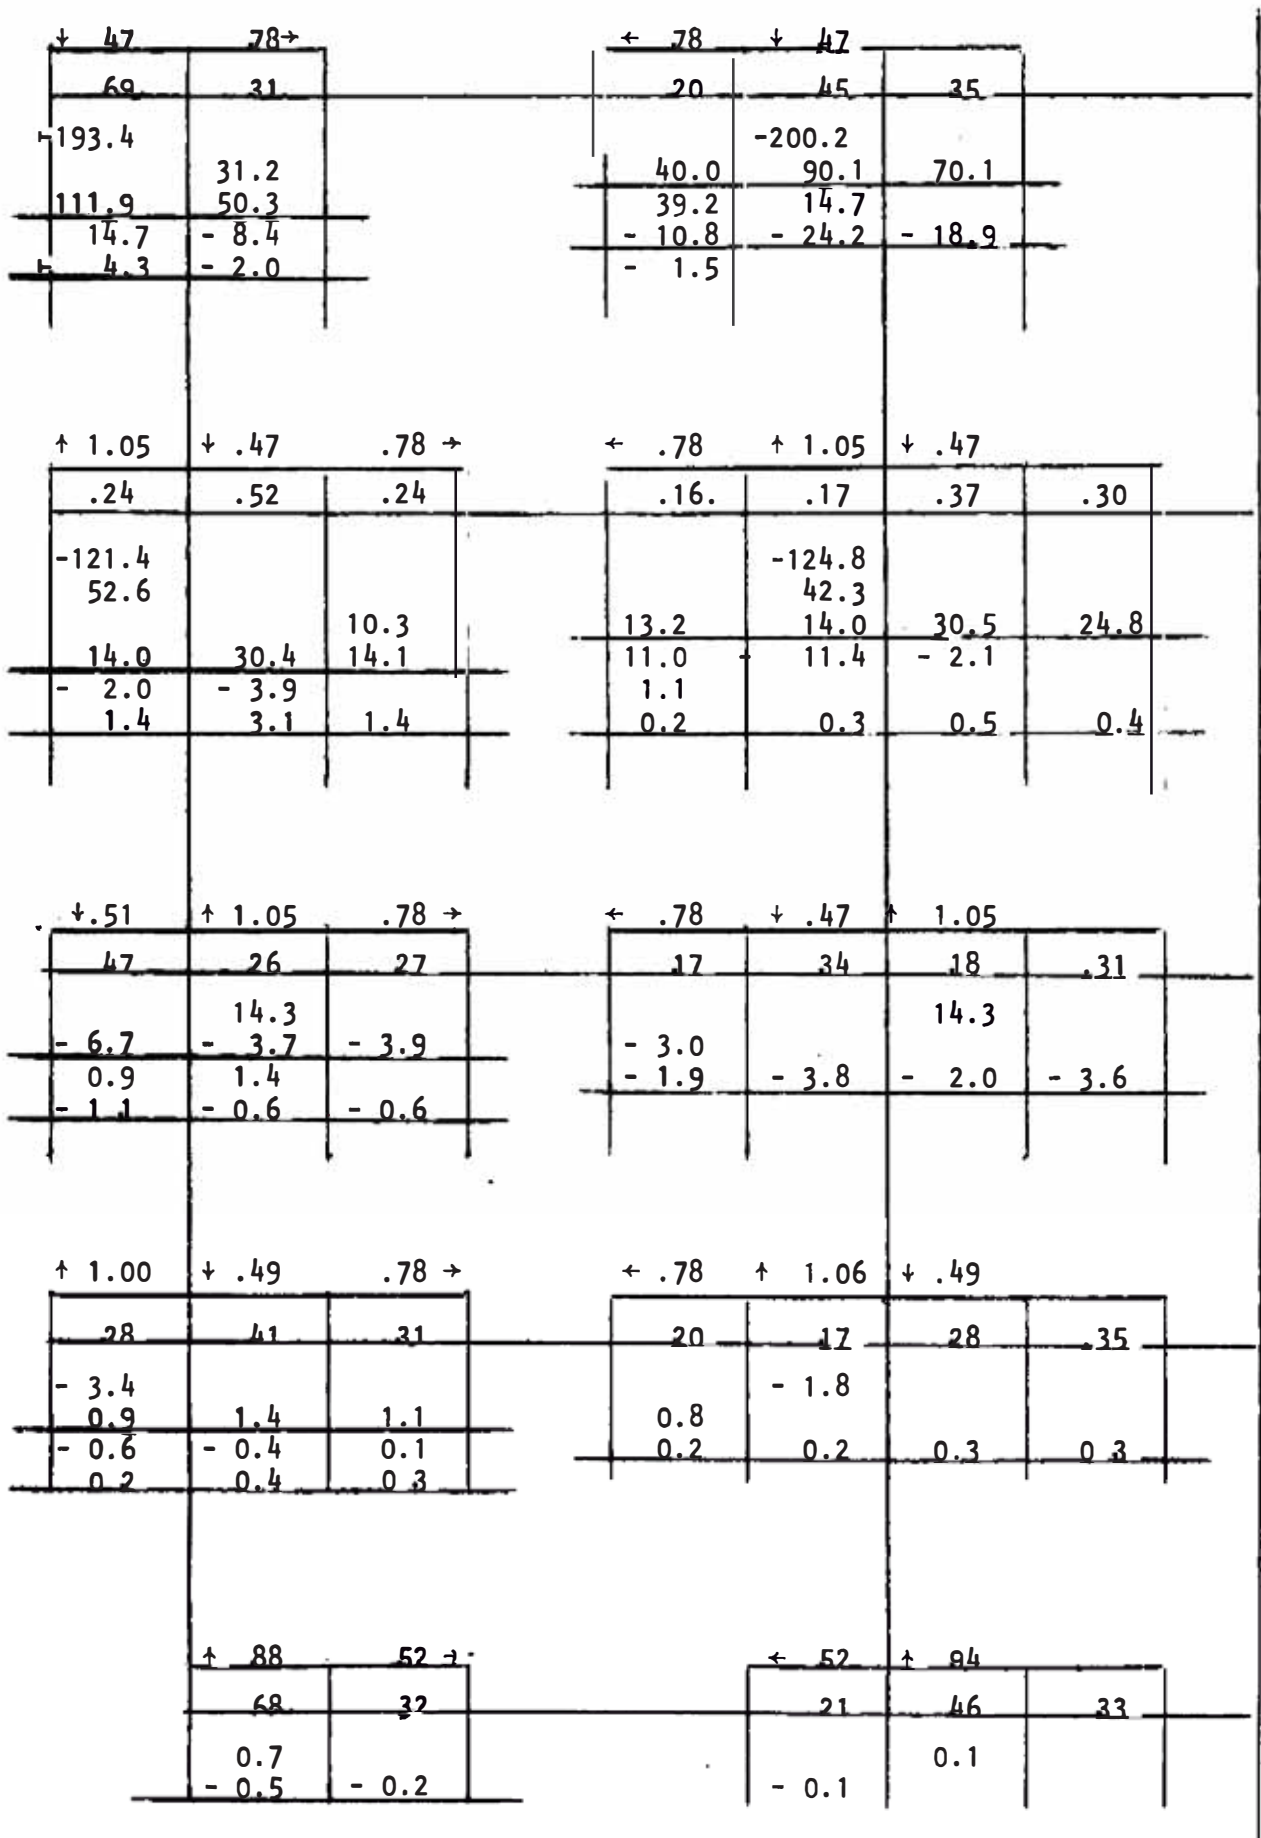 ↓ 47 .78→
69 31
-193.4
31.2
111.9 50.3
14.7 - 8.4
- 4.3 - 2.0
← .78 ↓ 47
20 45 35
-200.2
40.0 90.1 70.1
39.2 14.7
- 10.8 - 24.2 - 18.9
- 1.5
↑ 1.05 ↓ .47 .78 →
.24 .52 .24
-121.4
52.6
10.3
14.0 30.4 14.1
- 2.0 - 3.9
1.4 3.1 1.4
← .78 ↑ 1.05 ↓ .47
.16. .17 .37 .30
-124.8
42.3
13.2 14.0 30.5 24.8
11.0 - 11.4 - 2.1
1.1
0.2 0.3 0.5 0.4
↓.51 ↑ 1.05 .78 →
47 26 27
14.3
- 6.7 - 3.7 - 3.9
0.9 1.4
- 1.1 - 0.6 - 0.6
← .78 ↓ .47 ↑ 1.05
17 34 18 .31
14.3
- 3.0
- 1.9 - 3.8 - 2.0 - 3.6
↑ 1.00 ↓ .49 .78 →
28 41 31
- 3.4
0.9 1.4 1.1
- 0.6 - 0.4 0.1
0.2 0.4 0.3
← .78 ↑ 1.06 ↓ .49
20 17 28 .35
- 1.8
0.8
0.2 0.2 0.3 0.3
↑ 88 52 →
68 32
0.7
- 0.5 - 0.2
← 52 ↑ 94
21 46 33
0.1
- 0.1